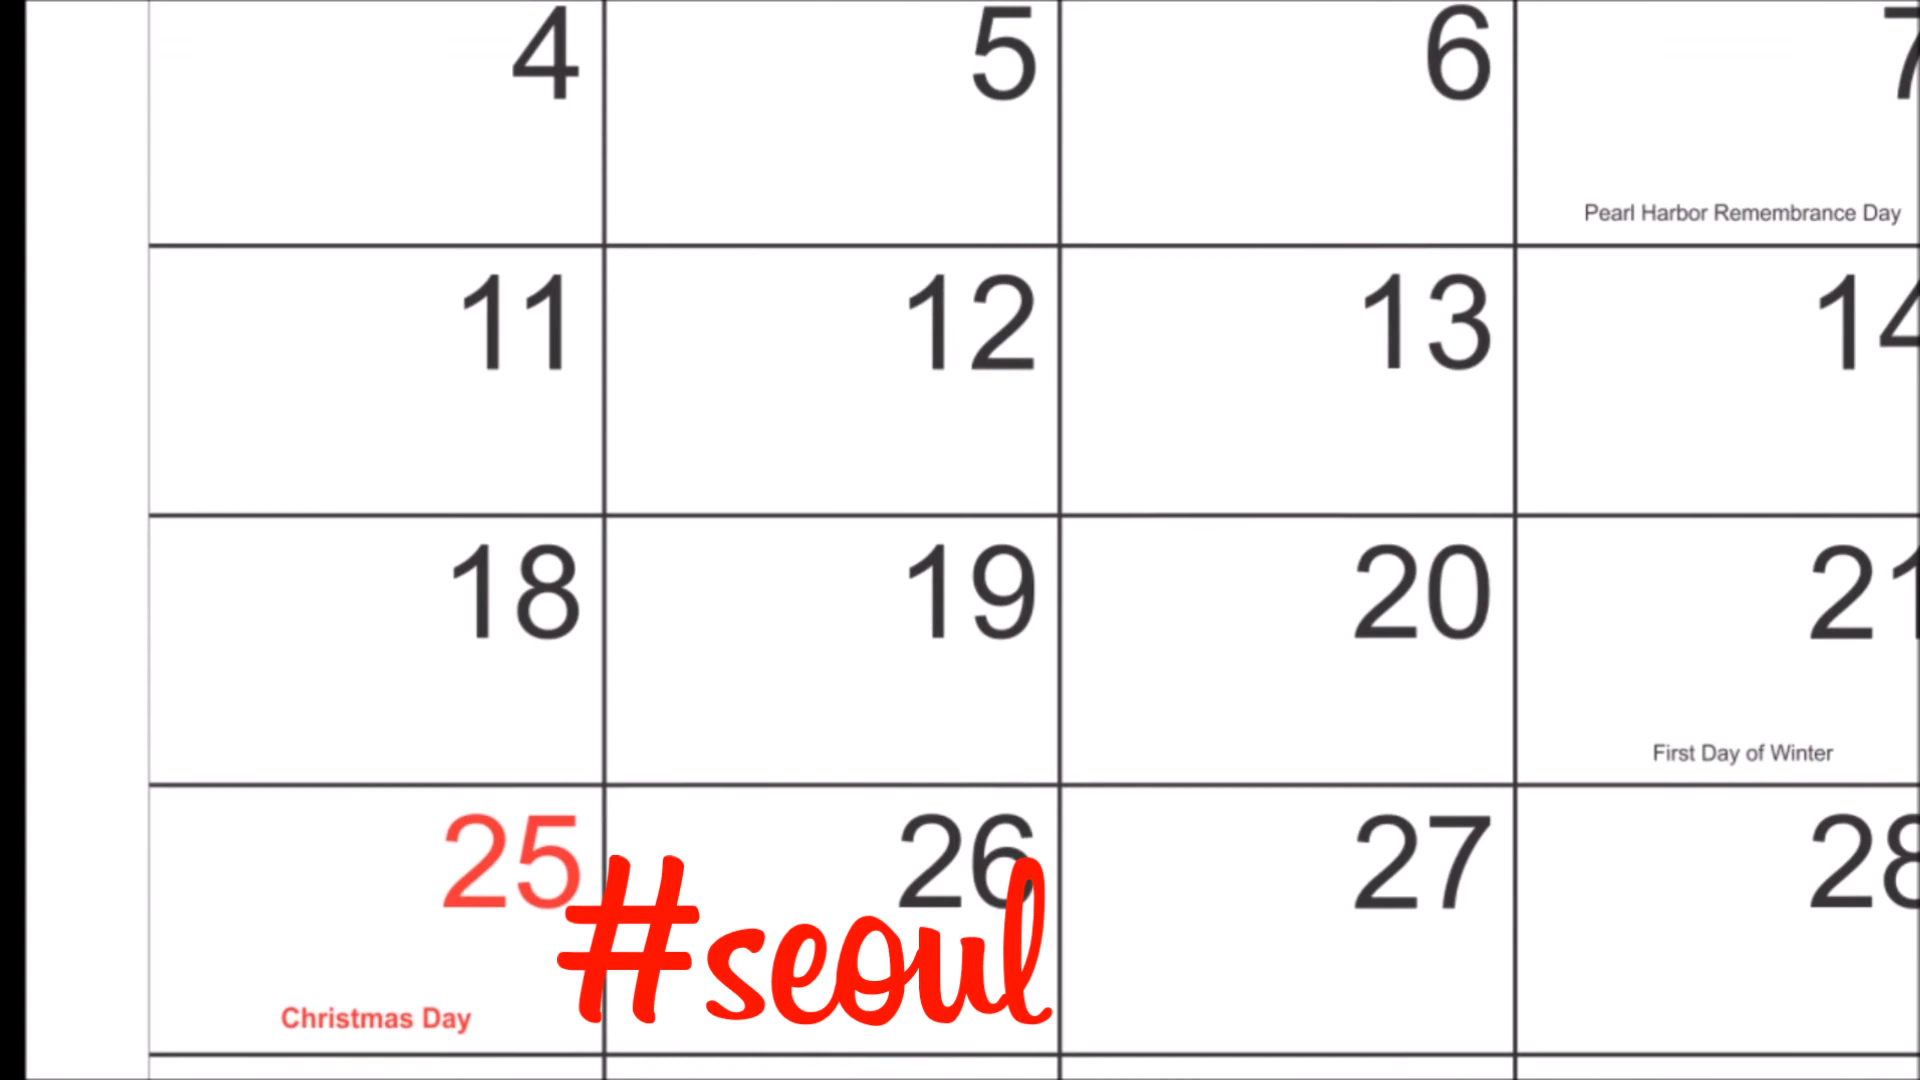 4 5 6 7
Pearl Harbor Remembrance Day
11 12 13 14
18 19 20 21
First Day of Winter
25 26 27 28
#seoul
Christmas Day